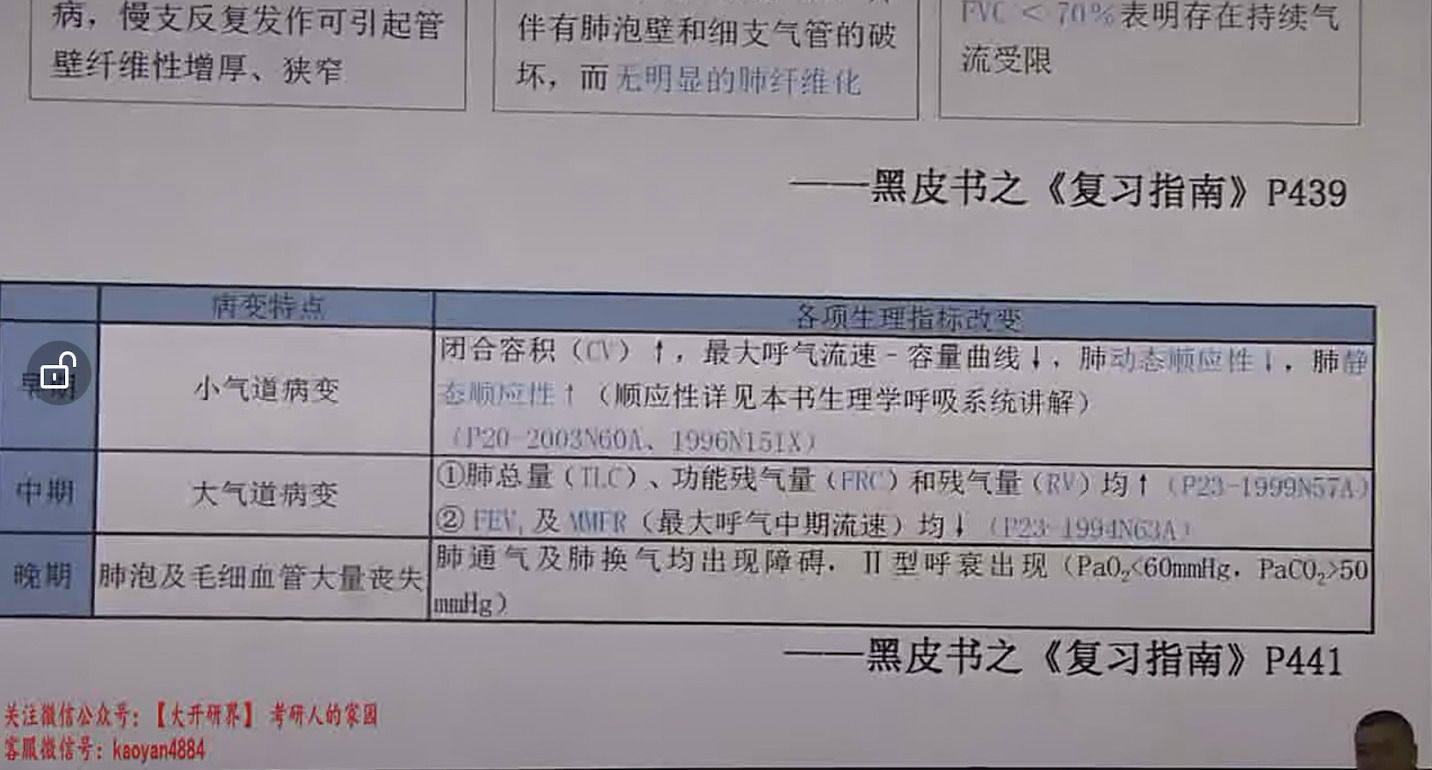 病，慢支反复发作可引起管
壁纤维性增厚、狭窄
伴有肺泡壁和细支气管的破
坏，而无明显的肺纤维化
FVC < 70%表明存在持续气
流受限
——黑皮书之《复习指南》P439
病变特点
各项生理指标改变
早期
小气道病变
闭合容积（CV）↑，最大呼气流速-容量曲线↓，肺动态顺应性↓，肺静
态顺应性↑（顺应性详见本书生理学呼吸系统讲解）
（P20-2003N60A、1996N151X）
中期
大气道病变
①肺总量（TLC）、功能残气量（FRC）和残气量（RV）均↑（P23-1999N57A）
② FEV₁及MMFR（最大呼气中期流速）均↓（P23-1994N63A）
晚期
肺泡及毛细血管大量丧失
肺通气及肺换气均出现障碍，Ⅱ型呼衰出现（PaO₂<60mmHg，PaCO₂>50
mmHg）
——黑皮书之《复习指南》P441
关注微信公众号：【大开研界】 考研人的家园
客服微信号：kaoyan4884